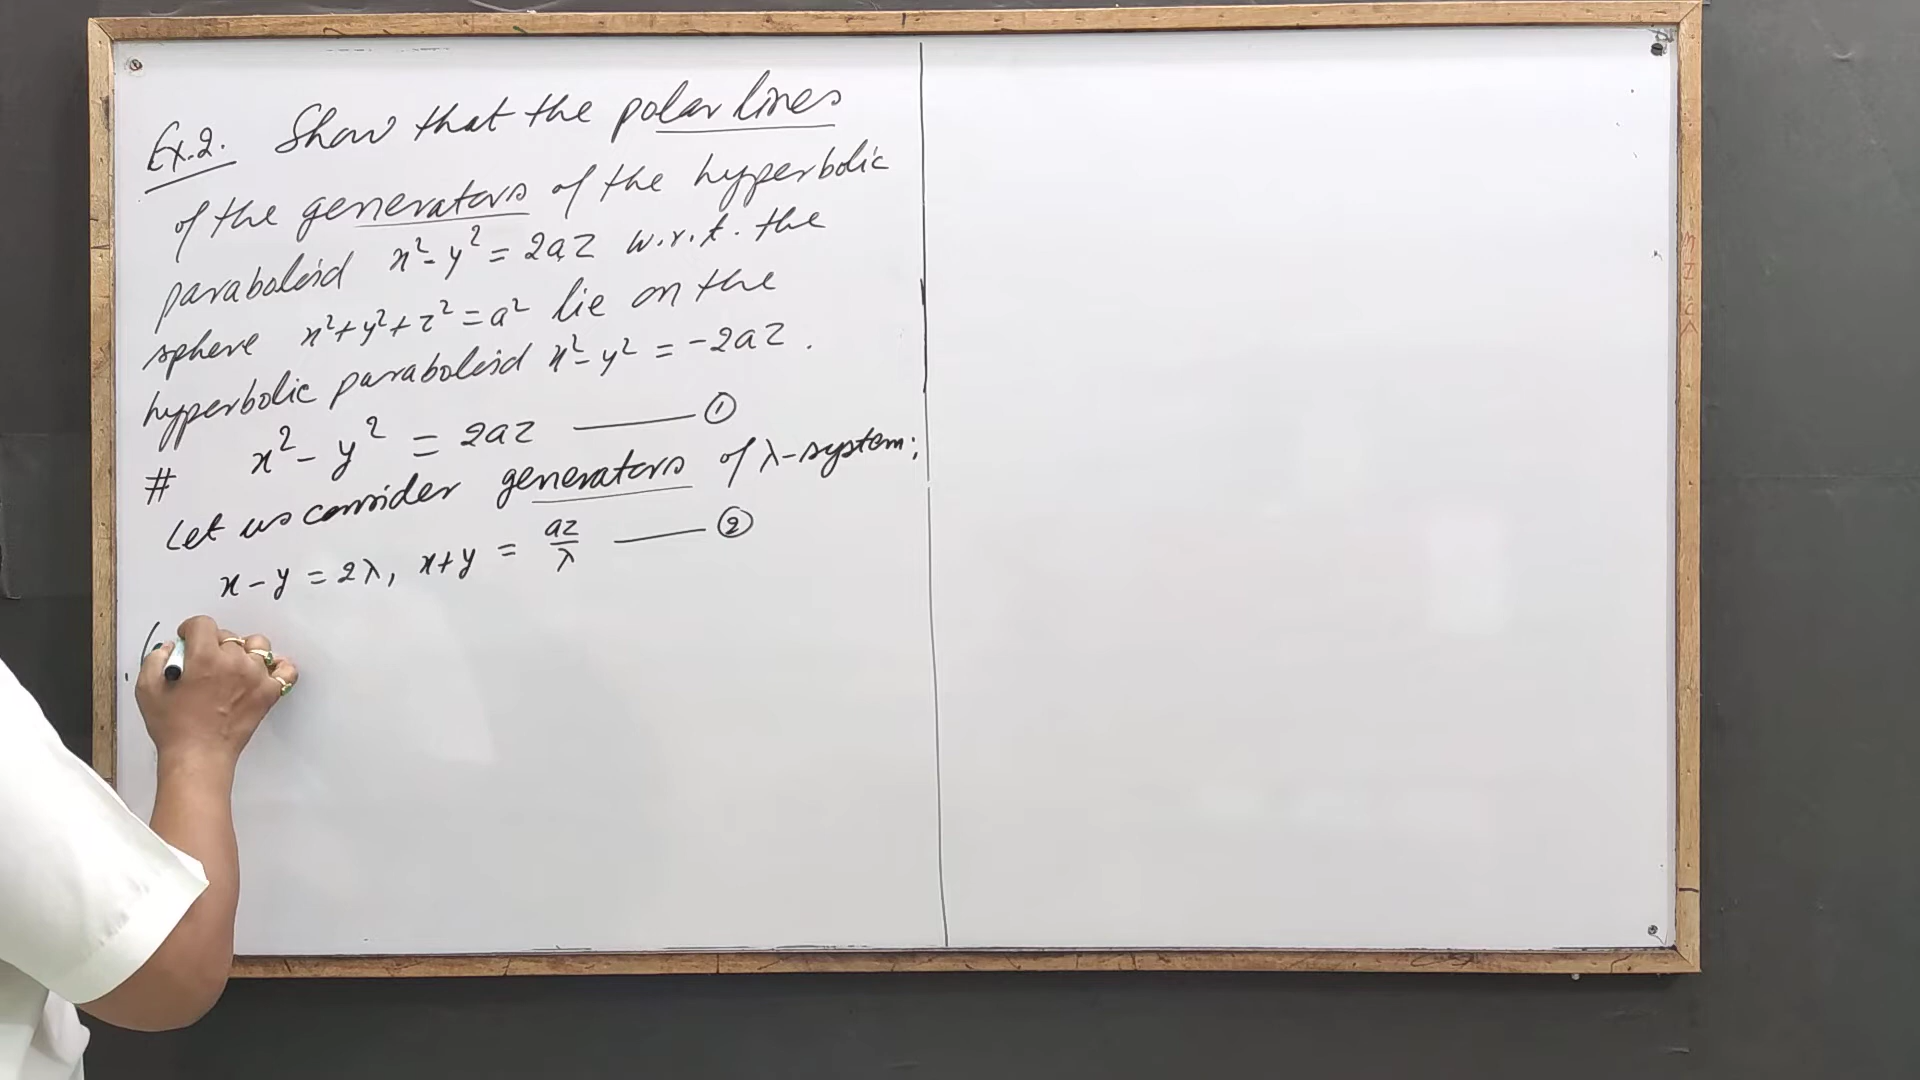 Ex.2. Show that the polar lines
of the generators of the hyperbolic
paraboloid x² - y² = 2az w.r.t. the
sphere x² + y² + z² = a² lie on the
hyperbolic paraboloid x² - y² = -2az.
# x² - y² = 2az —— ①
Let us consider generators of λ-system;
x - y = 2λ, x + y = az/λ —— ②